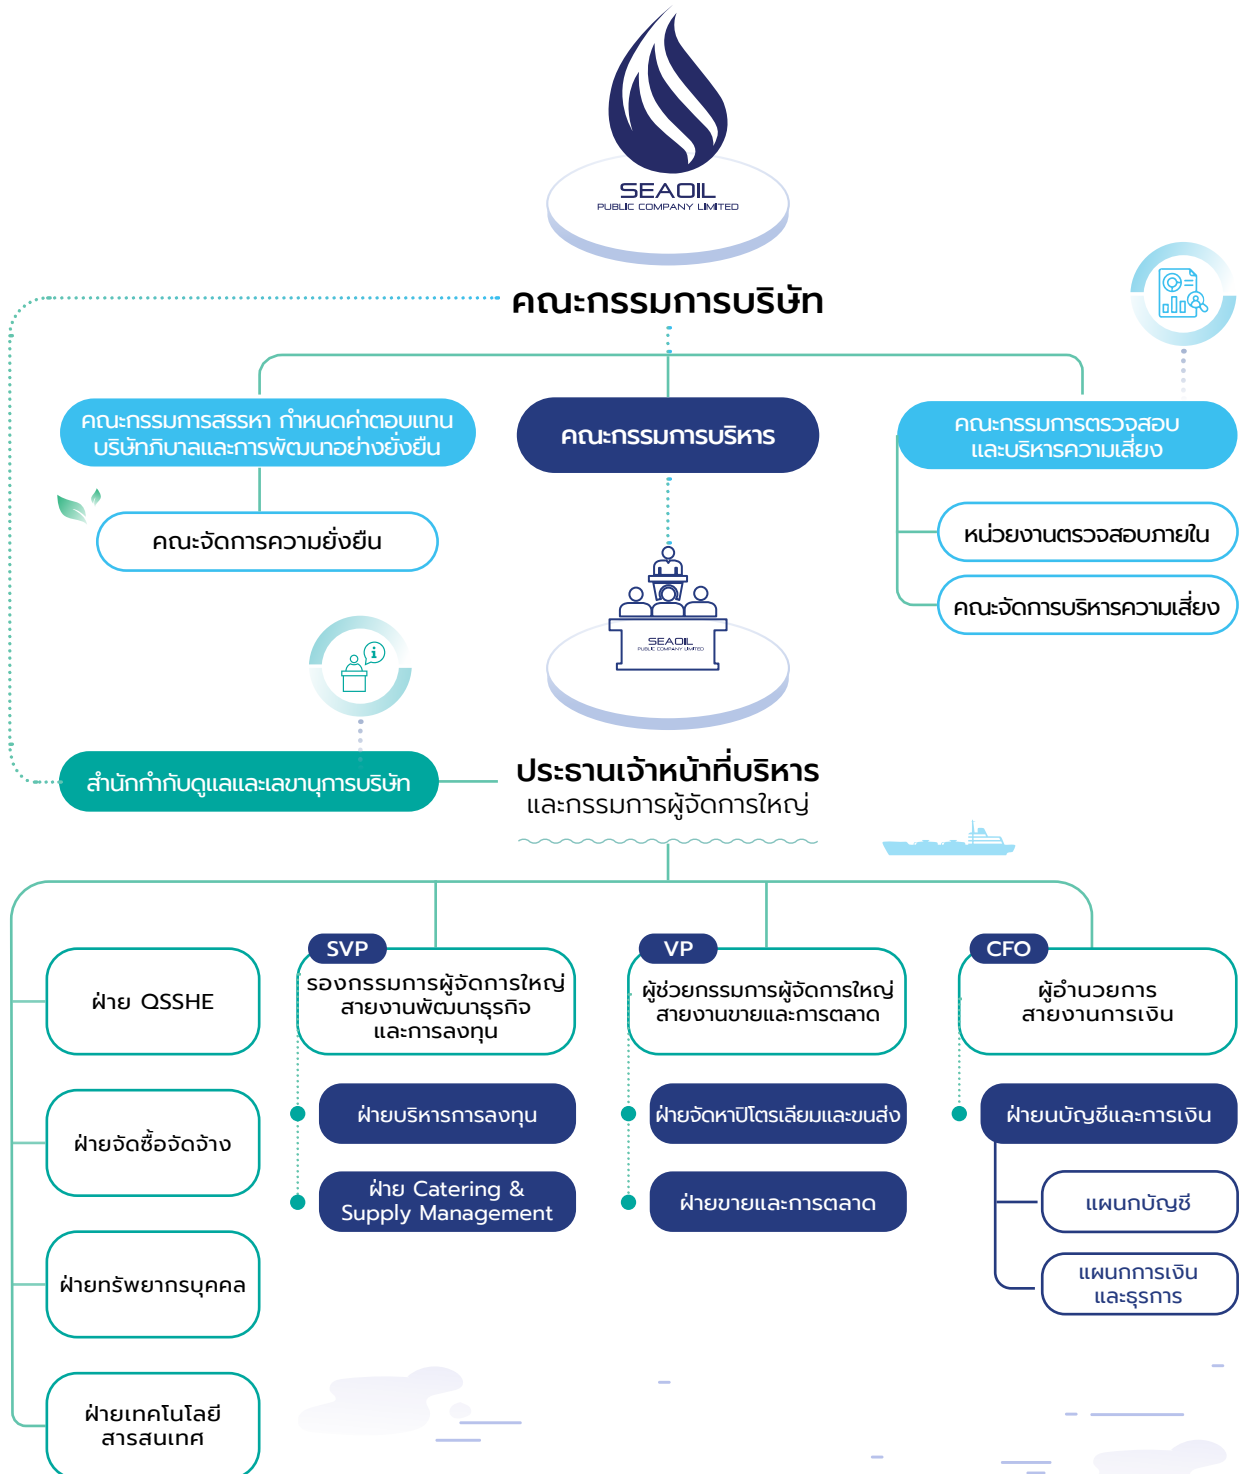 SEAOIL
PUBLIC COMPANY LIMITED
คณะกรรมการบริษัท
คณะกรรมการสรรหา กำหนดค่าตอบแทน
บริษัทภิบาลและการพัฒนาอย่างยั่งยืน
คณะกรรมการบริหาร
คณะกรรมการตรวจสอบ
และบริหารความเสี่ยง
คณะจัดการความยั่งยืน
หน่วยงานตรวจสอบภายใน
คณะจัดการบริหารความเสี่ยง
SEAOIL
PUBLIC COMPANY LIMITED
สำนักกำกับดูแลและเลขานุการบริษัท
ประธานเจ้าหน้าที่บริหาร
และกรรมการผู้จัดการใหญ่
ฝ่าย QSSHE
ฝ่ายจัดซื้อจัดจ้าง
ฝ่ายทรัพยากรบุคคล
ฝ่ายเทคโนโลยี
สารสนเทศ
SVP
รองกรรมการผู้จัดการใหญ่
สายงานพัฒนาธุรกิจ
และการลงทุน
ฝ่ายบริหารการลงทุน
ฝ่าย Catering &
Supply Management
VP
ผู้ช่วยกรรมการผู้จัดการใหญ่
สายงานขายและการตลาด
ฝ่ายจัดหาปิโตรเลียมและขนส่ง
ฝ่ายขายและการตลาด
CFO
ผู้อำนวยการ
สายงานการเงิน
ฝ่ายนบัญชีและการเงิน
แผนกบัญชี
แผนกการเงิน
และธุรการ